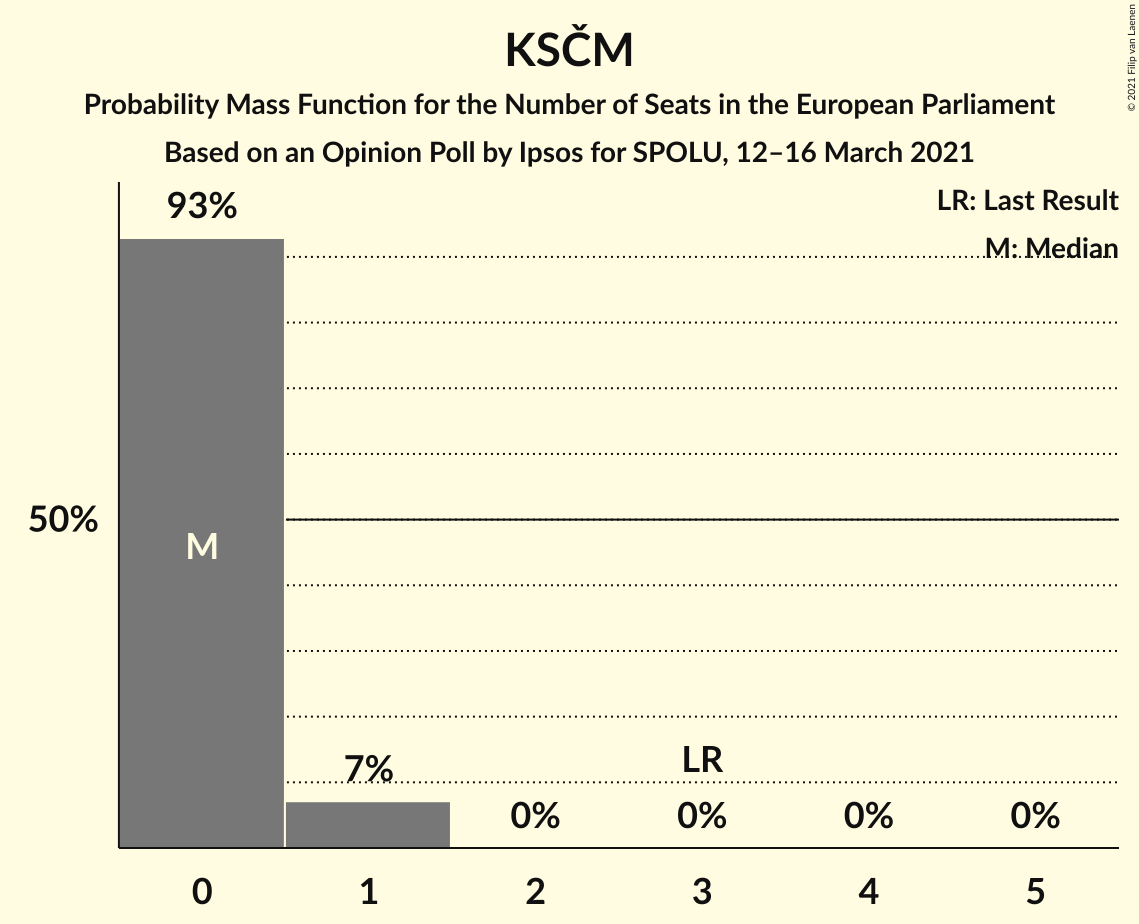 KSČM
Probability Mass Function for the Number of Seats in the European Parliament
Based on an Opinion Poll by Ipsos for SPOLU, 12–16 March 2021
© 2021 Filip van Laenen
LR: Last Result
M: Median
93%
50%
M
7%
LR
0%
0%
0%
0%
0
1
2
3
4
5